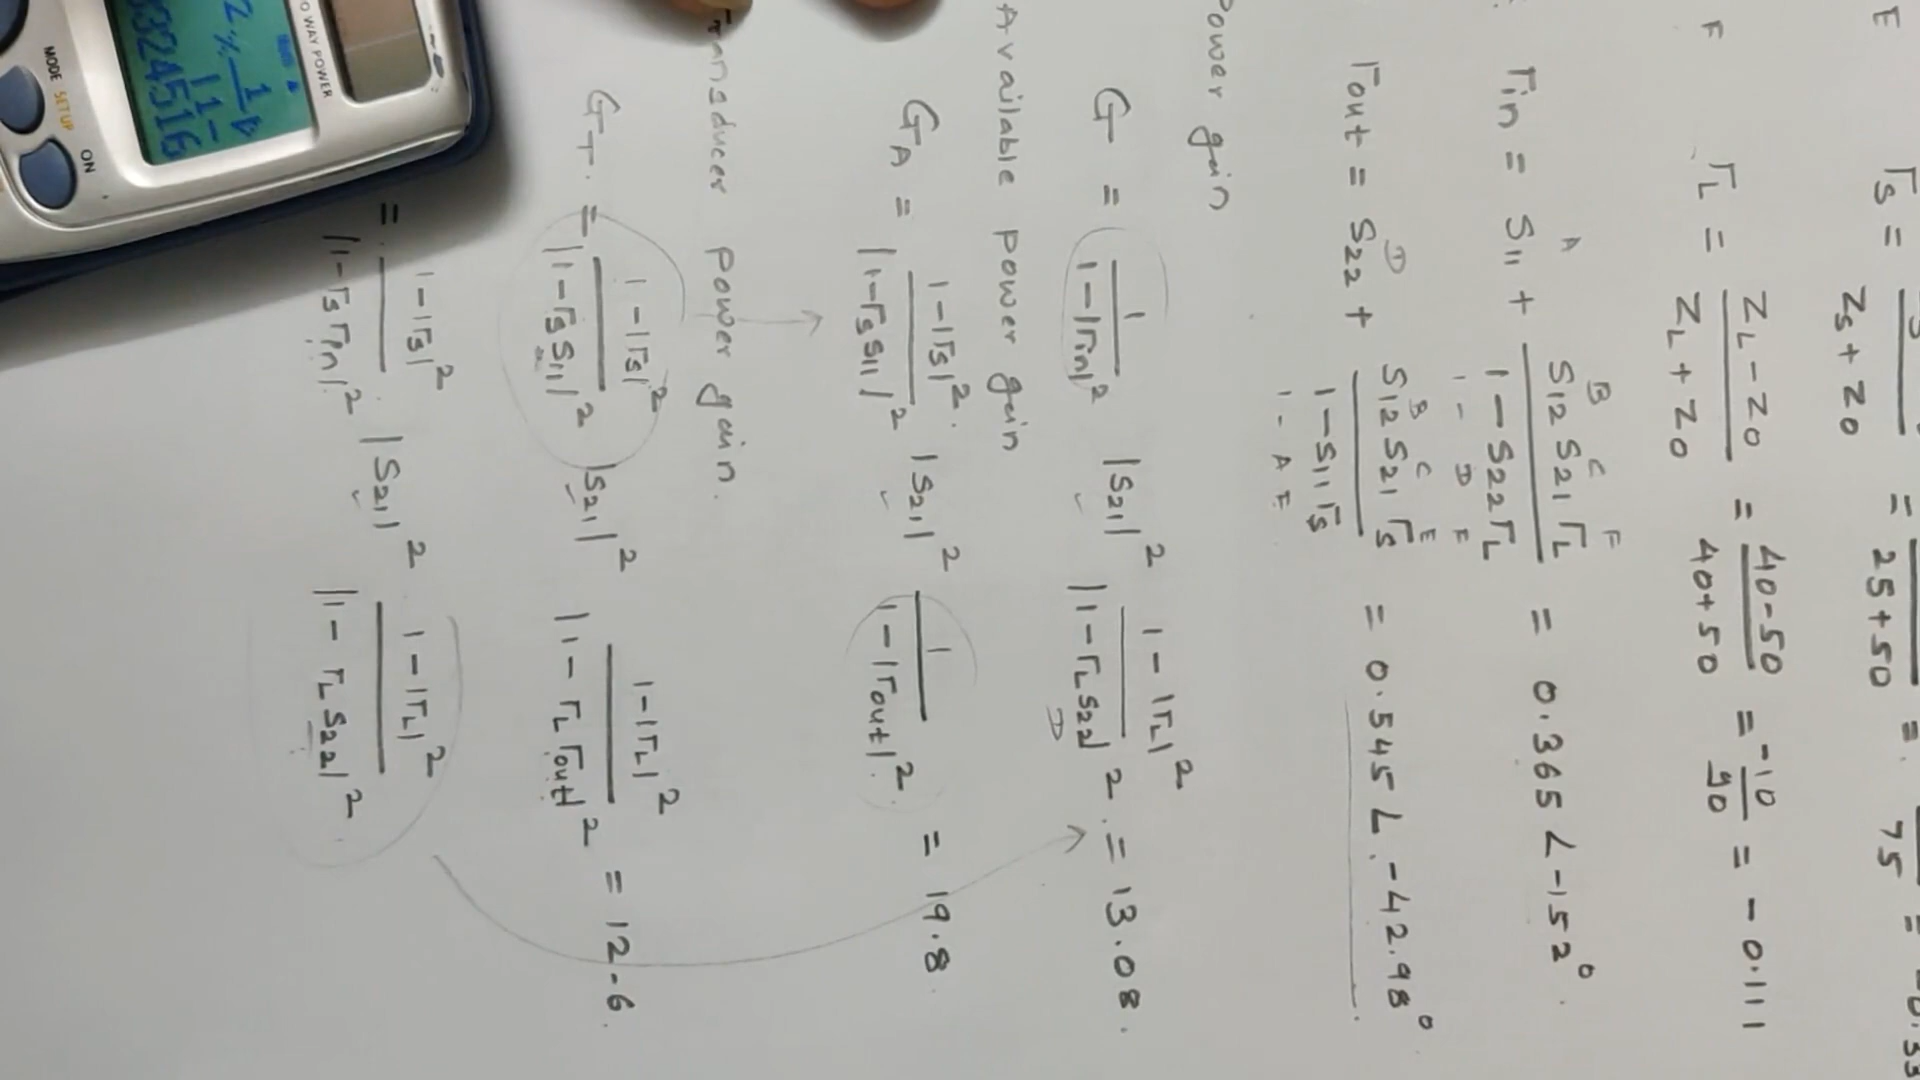 E Γs = Zs + Z0 = 25 + 50 = 75 =
F ΓL = ZL - Z0 / ZL + Z0 = 40 - 50 / 40 + 50 = -10 / 90 = - 0.111
A B C F
Γin = S11 + S12 S21 ΓL / 1 - S22 ΓL = 0.365 ∠ -152°
1 - D F
D B C E
Γout = S22 + S12 S21 Γs / 1 - S11 Γs = 0.545 ∠ -42.98°
1 - A E
Power gain
G = 1 / 1 - |Γin|² |S21|² 1 - |ΓL|² / |1 - ΓL S22|² = 13.08.
D
Available power gain
GA = 1 - |Γs|² / |1 - Γs S11|² |S21|² 1 / 1 - |Γout|² = 19.8.
Transducer power gain.
GT. = 1 - |Γs|² / |1 - Γs S11|² |S21|² 1 - |ΓL|² / |1 - ΓL Γout|² = 12.6.
= 1 - |Γs|² / |1 - Γs Γin|² |S21|² 1 - |ΓL|² / |1 - ΓL S22|²
O WAY POWER
MODE SETUP
ON